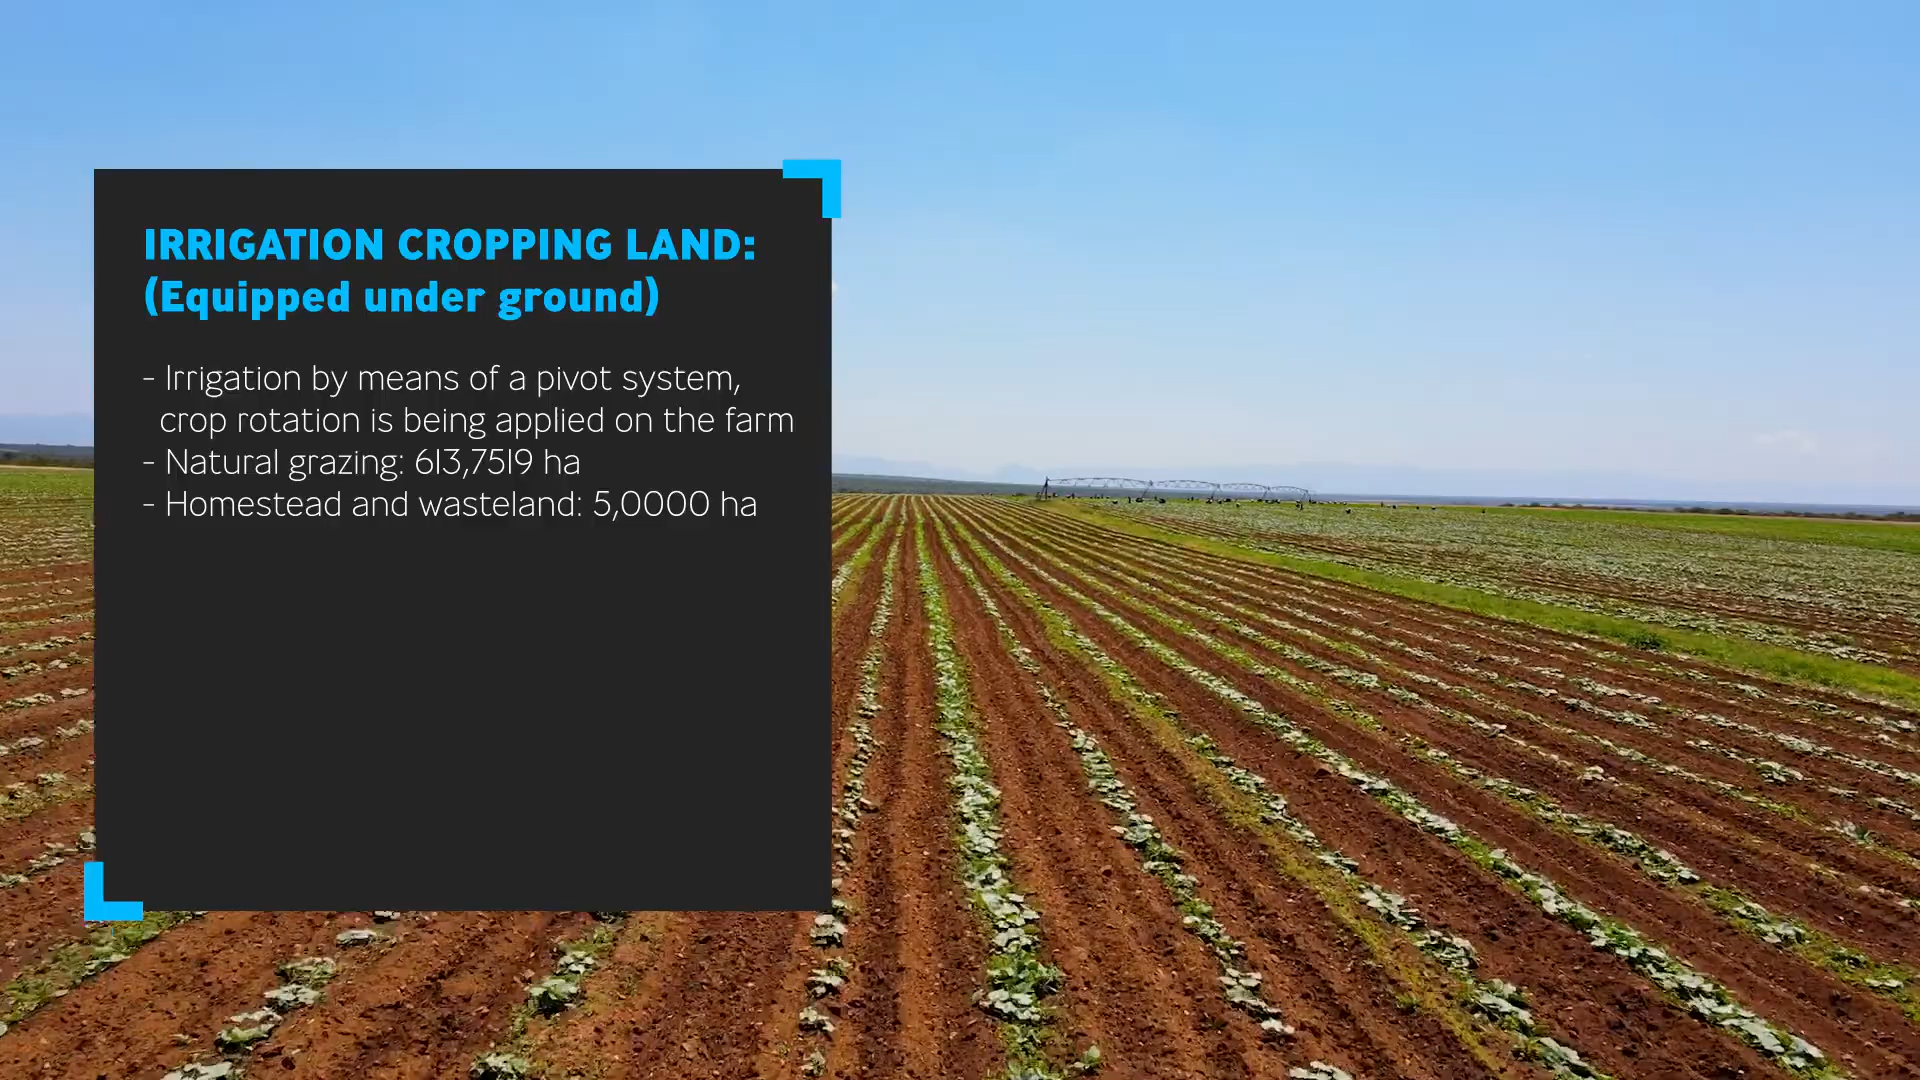 IRRIGATION CROPPING LAND:
(Equipped under ground)
- Irrigation by means of a pivot system,
crop rotation is being applied on the farm
- Natural grazing: 613,7519 ha
- Homestead and wasteland: 5,0000 ha